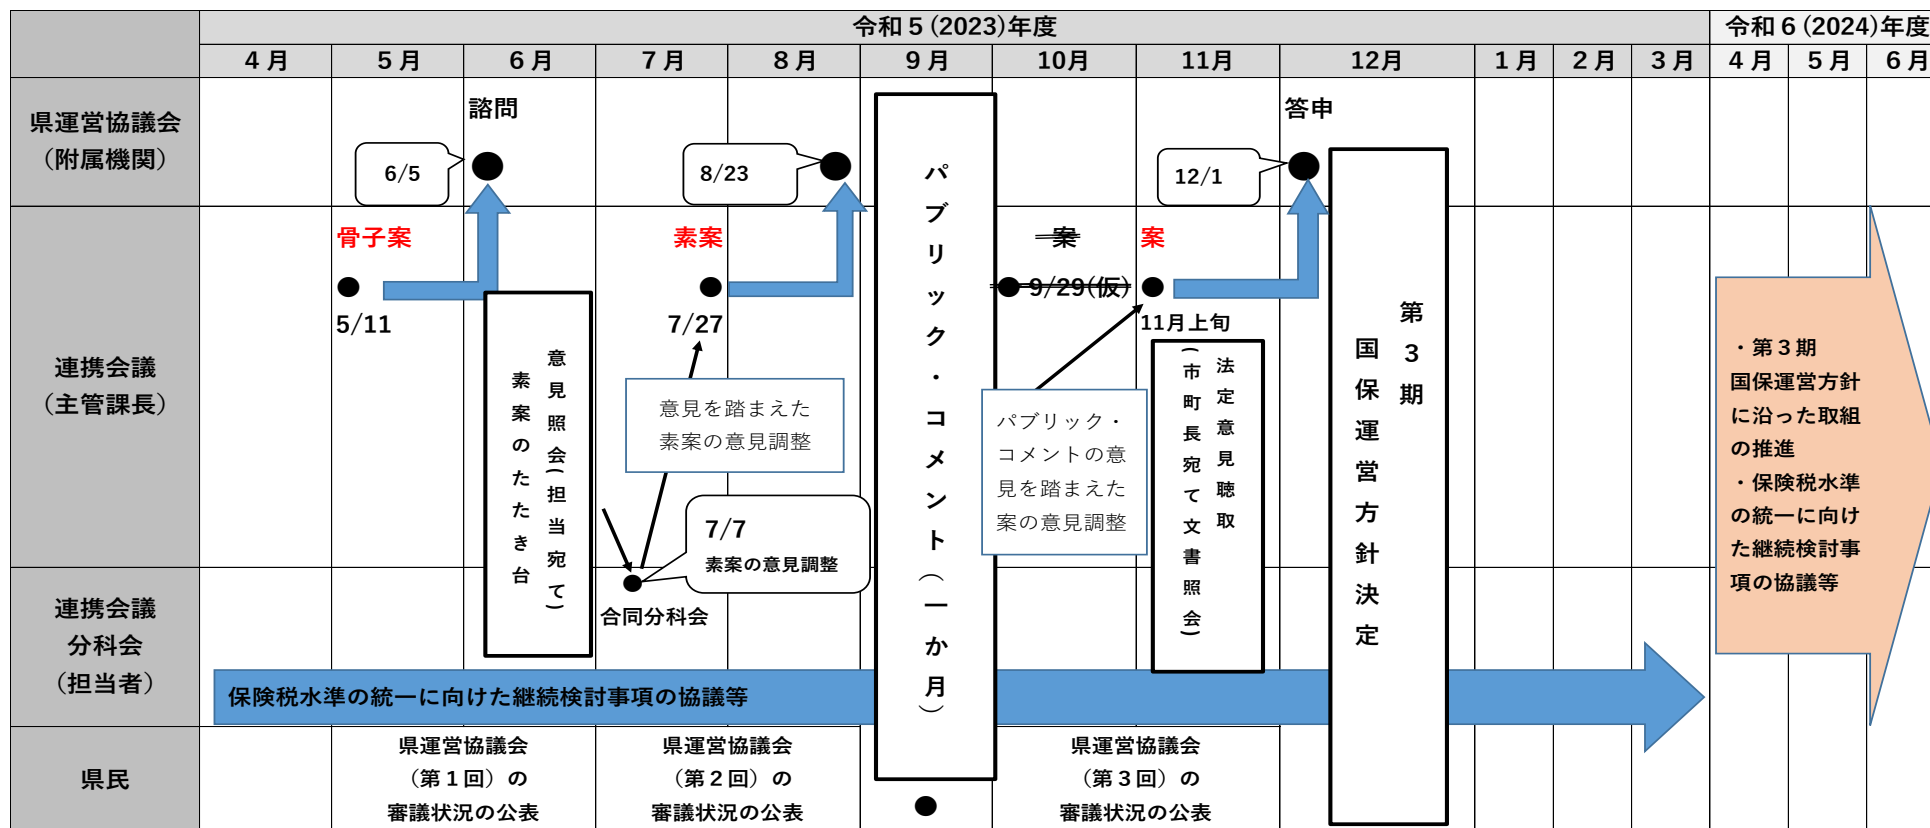 令和５(2023)年度
令和６(2024)年度
４月
５月
６月
７月
８月
９月
10月
11月
12月
１月
２月
３月
４月
５月
６月
県運営協議会
（附属機関）
諮問
6/5
8/23
答申
12/1
連携会議
（主管課長）
骨子案
5/11
素案
7/27
案
9/29(仮)
案
11月上旬
意見照会(担当宛て)
素案のたたき台
意見を踏まえた
素案の意見調整
7/7
素案の意見調整
パブリック・コメント（一か月）
パブリック・
コメントの意
見を踏まえた
案の意見調整
法定意見聴取
(市町長宛て文書照会)
第３期
国保運営方針決定
・第３期
国保運営方針
に沿った取組
の推進
・保険税水準
の統一に向け
た継続検討事
項の協議等
連携会議
分科会
（担当者）
合同分科会
保険税水準の統一に向けた継続検討事項の協議等
県民
県運営協議会
（第１回）の
審議状況の公表
県運営協議会
（第２回）の
審議状況の公表
県運営協議会
（第３回）の
審議状況の公表